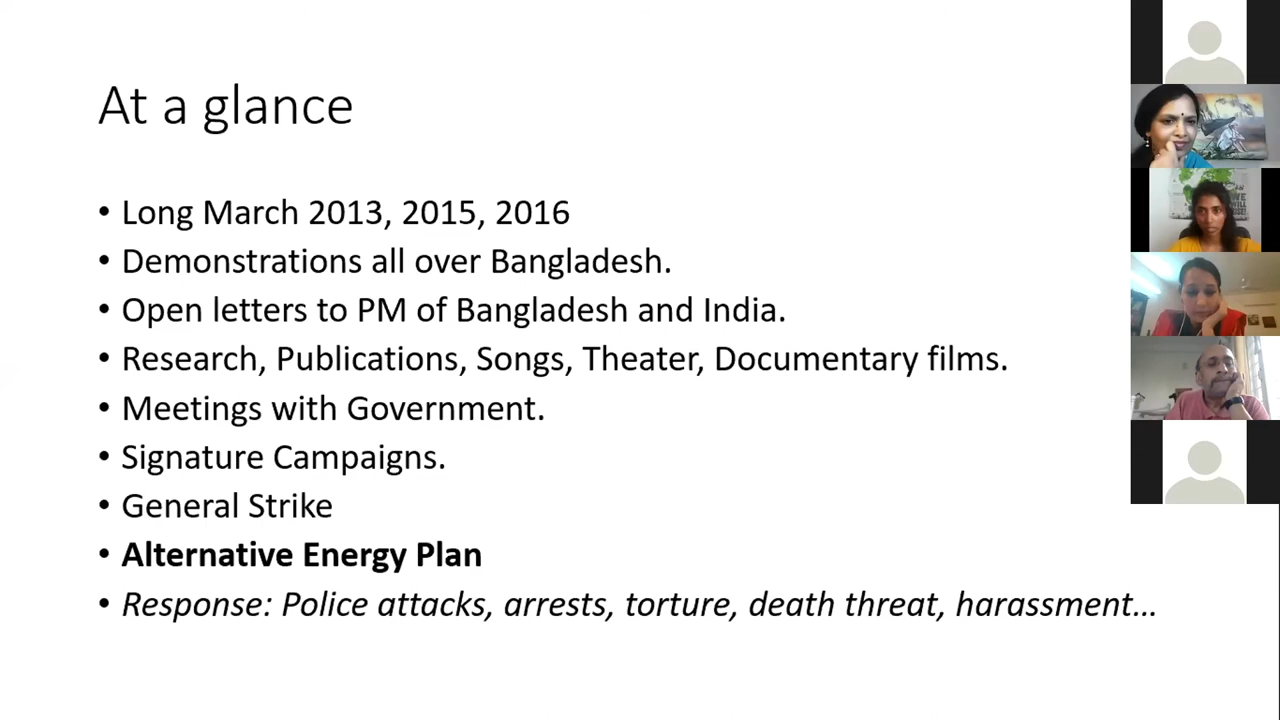 At a glance
• Long March 2013, 2015, 2016
• Demonstrations all over Bangladesh.
• Open letters to PM of Bangladesh and India.
• Research, Publications, Songs, Theater, Documentary films.
• Meetings with Government.
• Signature Campaigns.
• General Strike
• Alternative Energy Plan
• Response: Police attacks, arrests, torture, death threat, harassment...